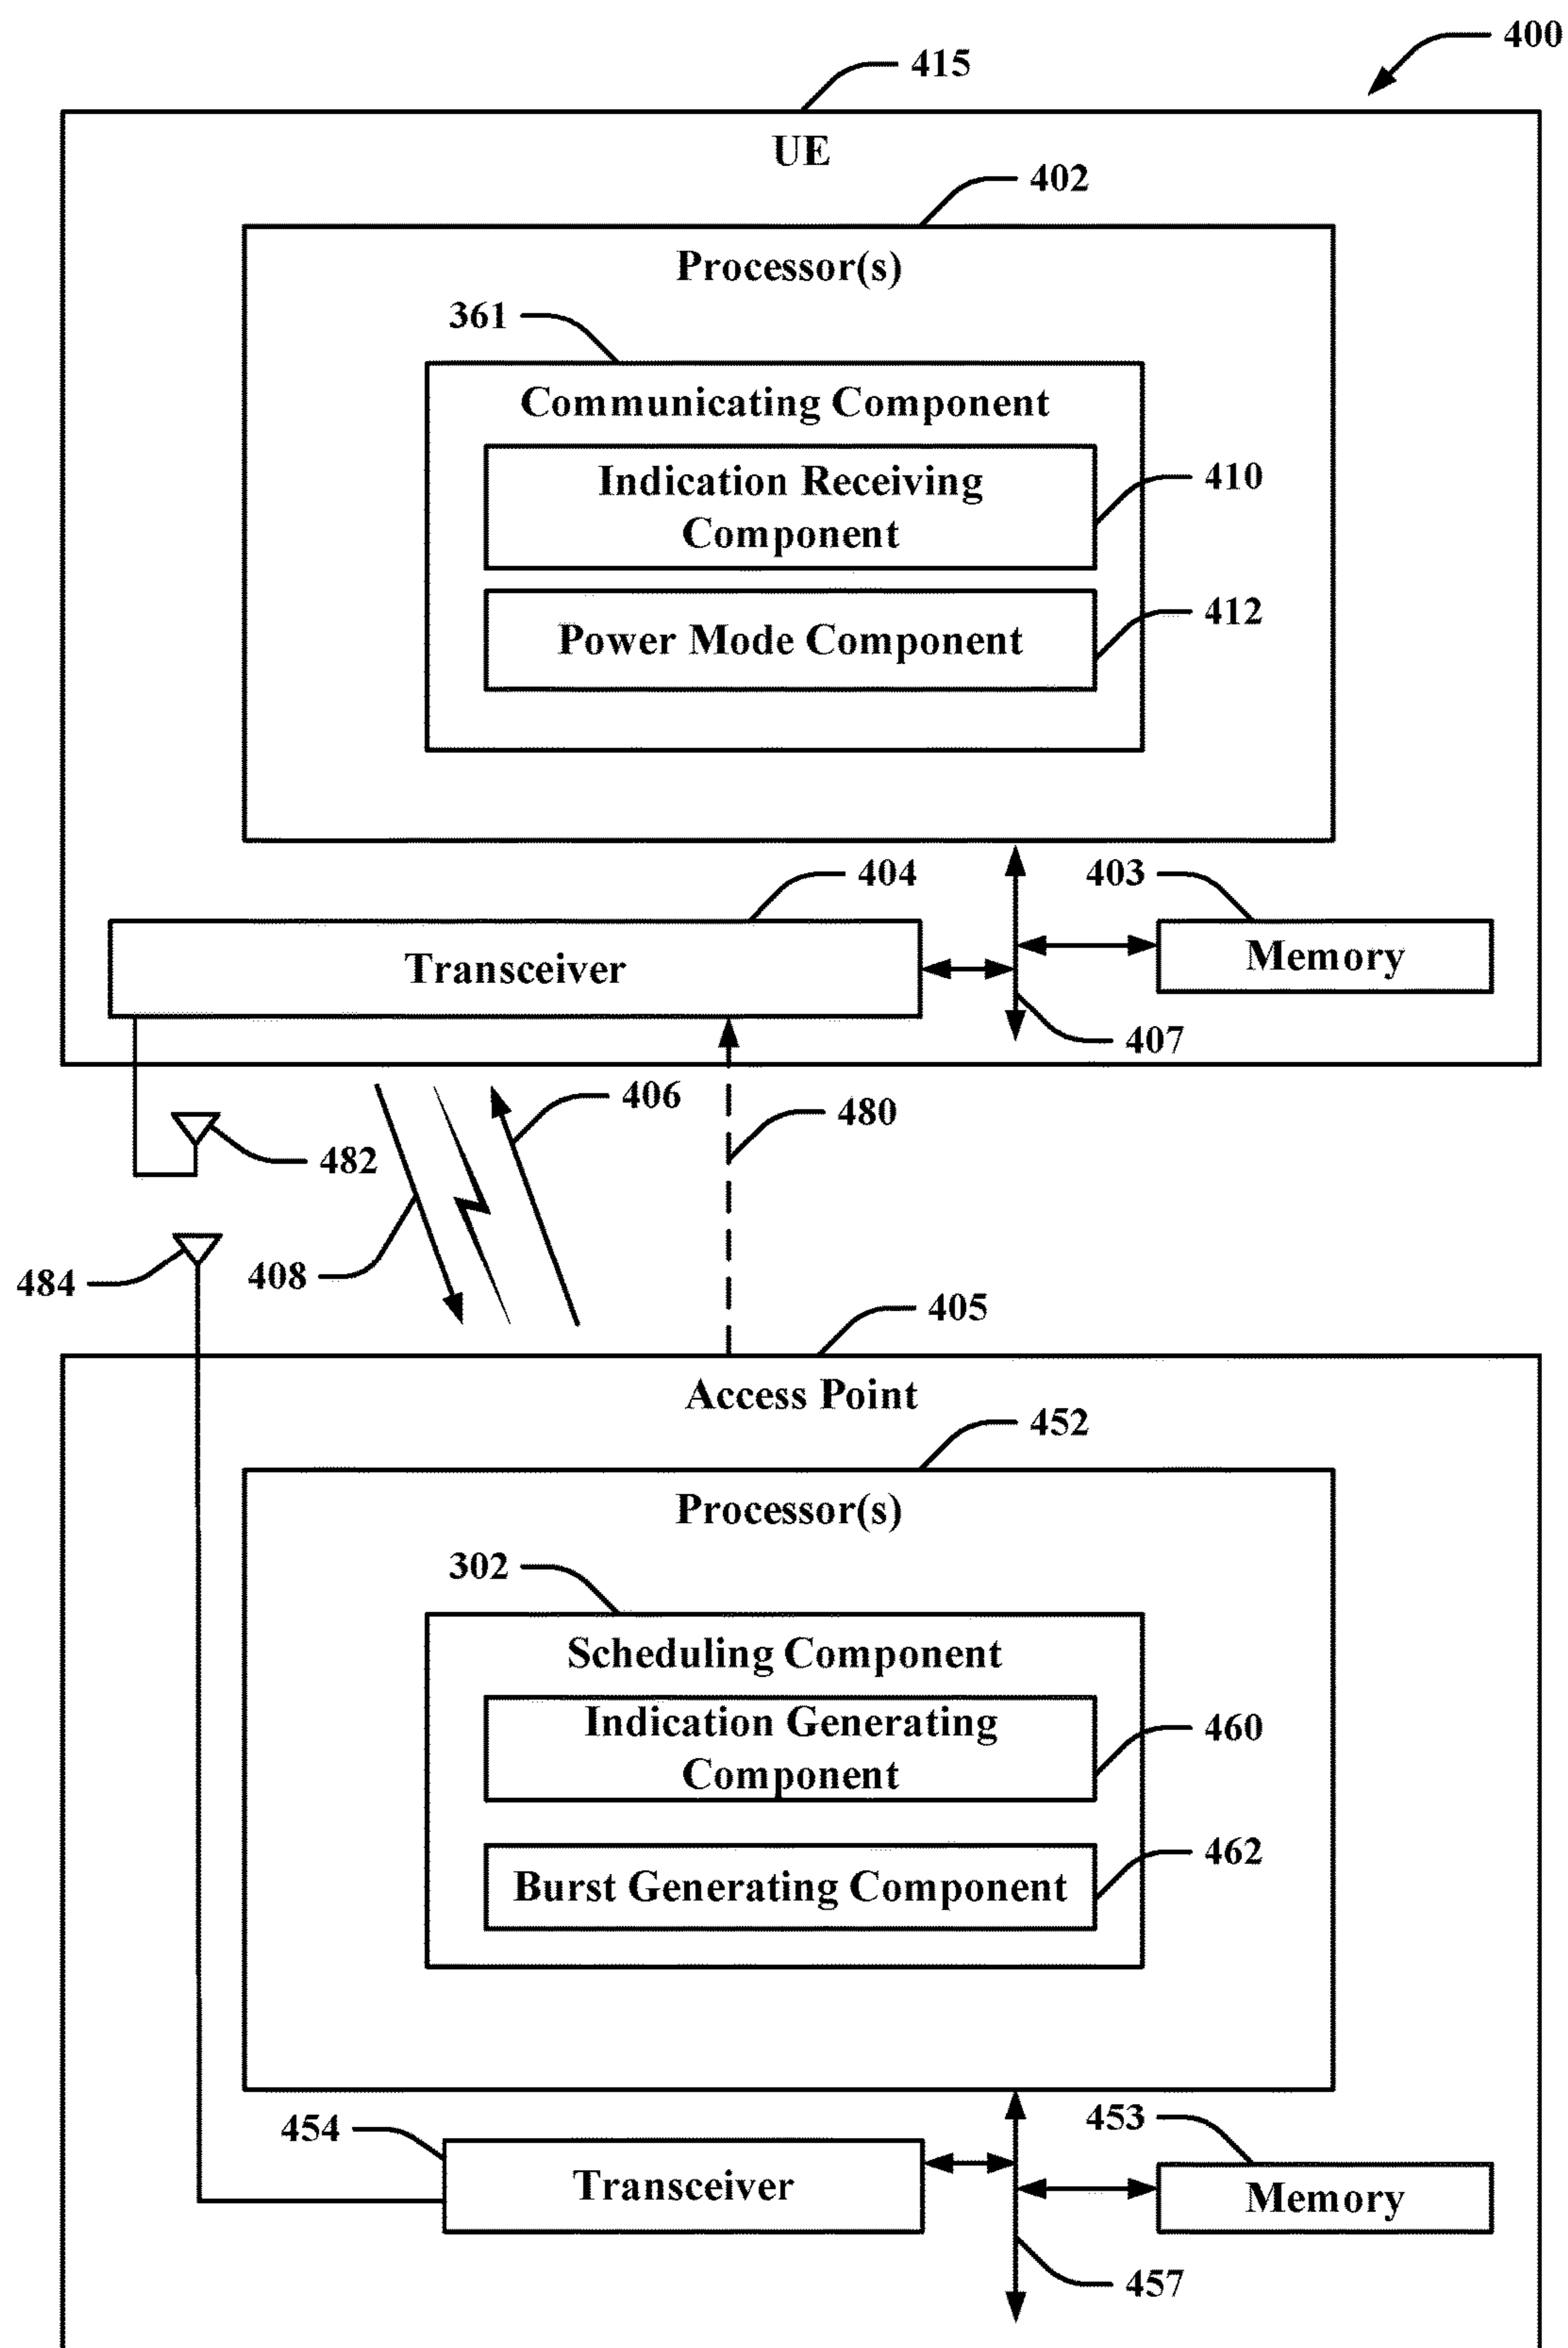 400
415
UE
402
Processor(s)
361
Communicating Component
Indication Receiving
Component
410
Power Mode Component
412
404
403
Transceiver
Memory
407
406
480
482
408
484
405
Access Point
452
Processor(s)
302
Scheduling Component
Indication Generating
Component
460
Burst Generating Component
462
454
453
Transceiver
Memory
457